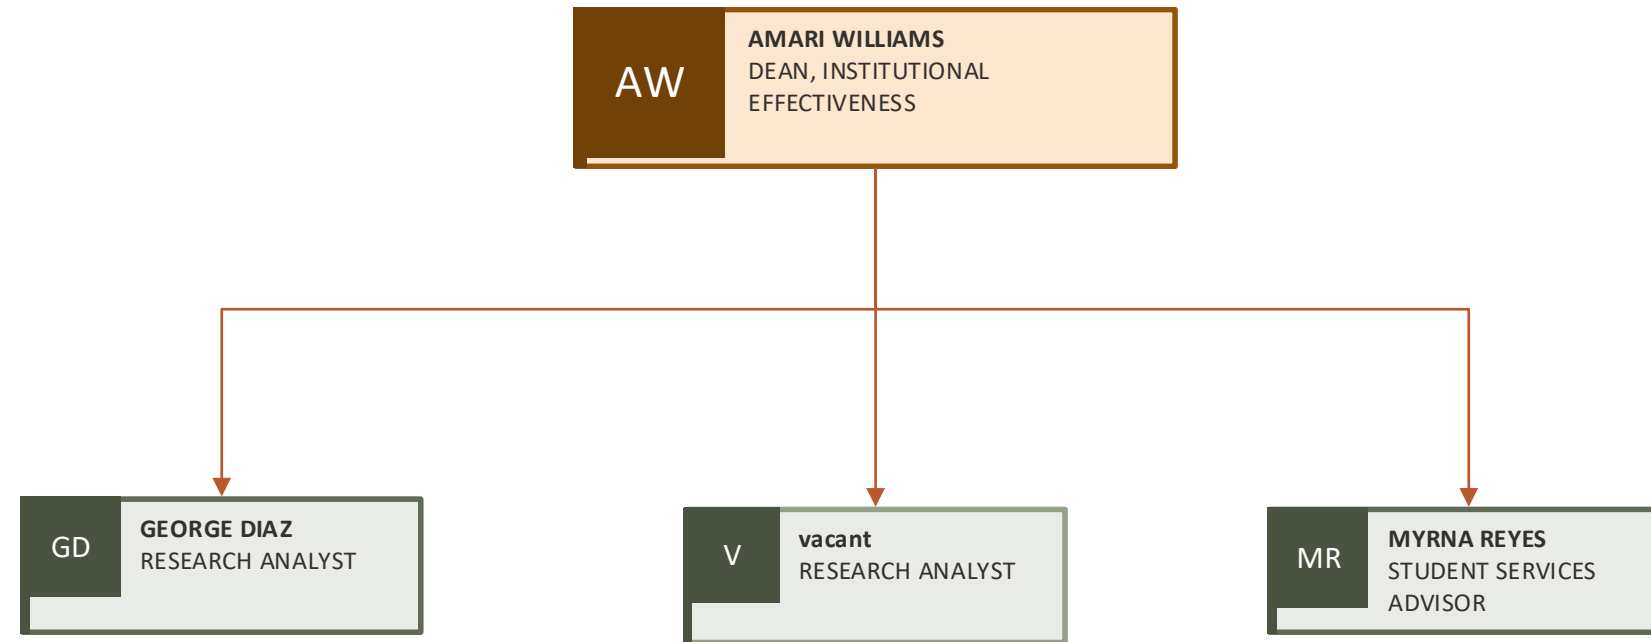 AW
AMARI WILLIAMS
DEAN, INSTITUTIONAL
EFFECTIVENESS
GD
GEORGE DIAZ
RESEARCH ANALYST
V
vacant
RESEARCH ANALYST
MR
MYRNA REYES
STUDENT SERVICES
ADVISOR